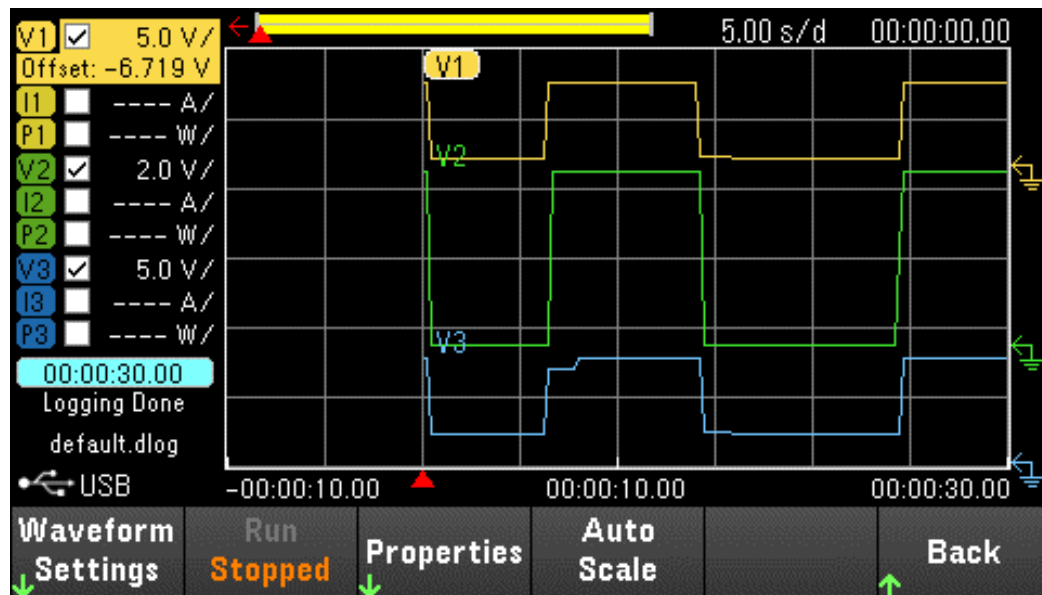 V1 5.0 V/ 5.00 s/d 00:00:00.00
Offset: -6.719 V
V1
I1 ---- A/
P1 ---- W/
V2 2.0 V/
V2
I2 ---- A/
P2 ---- W/
V3 5.0 V/
I3 ---- A/
P3 ---- W/
V3
00:00:30.00
Logging Done
default.dlog
USB
-00:00:10.00 00:00:10.00 00:00:30.00
Waveform
Settings
Run
Stopped
Properties
Auto
Scale
Back